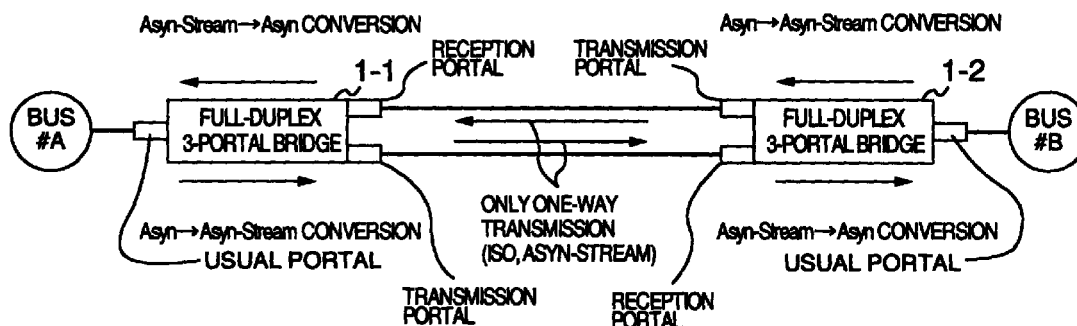 Asyn-Stream→Asyn CONVERSION
Asyn→Asyn-Stream CONVERSION
RECEPTION
PORTAL
TRANSMISSION
PORTAL
1-1
1-2
BUS
#A
FULL-DUPLEX
3-PORTAL BRIDGE
FULL-DUPLEX
3-PORTAL BRIDGE
BUS
#B
ONLY ONE-WAY
TRANSMISSION
(ISO, ASYN-STREAM)
Asyn→Asyn-Stream CONVERSION
USUAL PORTAL
Asyn-Stream→Asyn CONVERSION
USUAL PORTAL
TRANSMISSION
PORTAL
RECEPTION
PORTAL